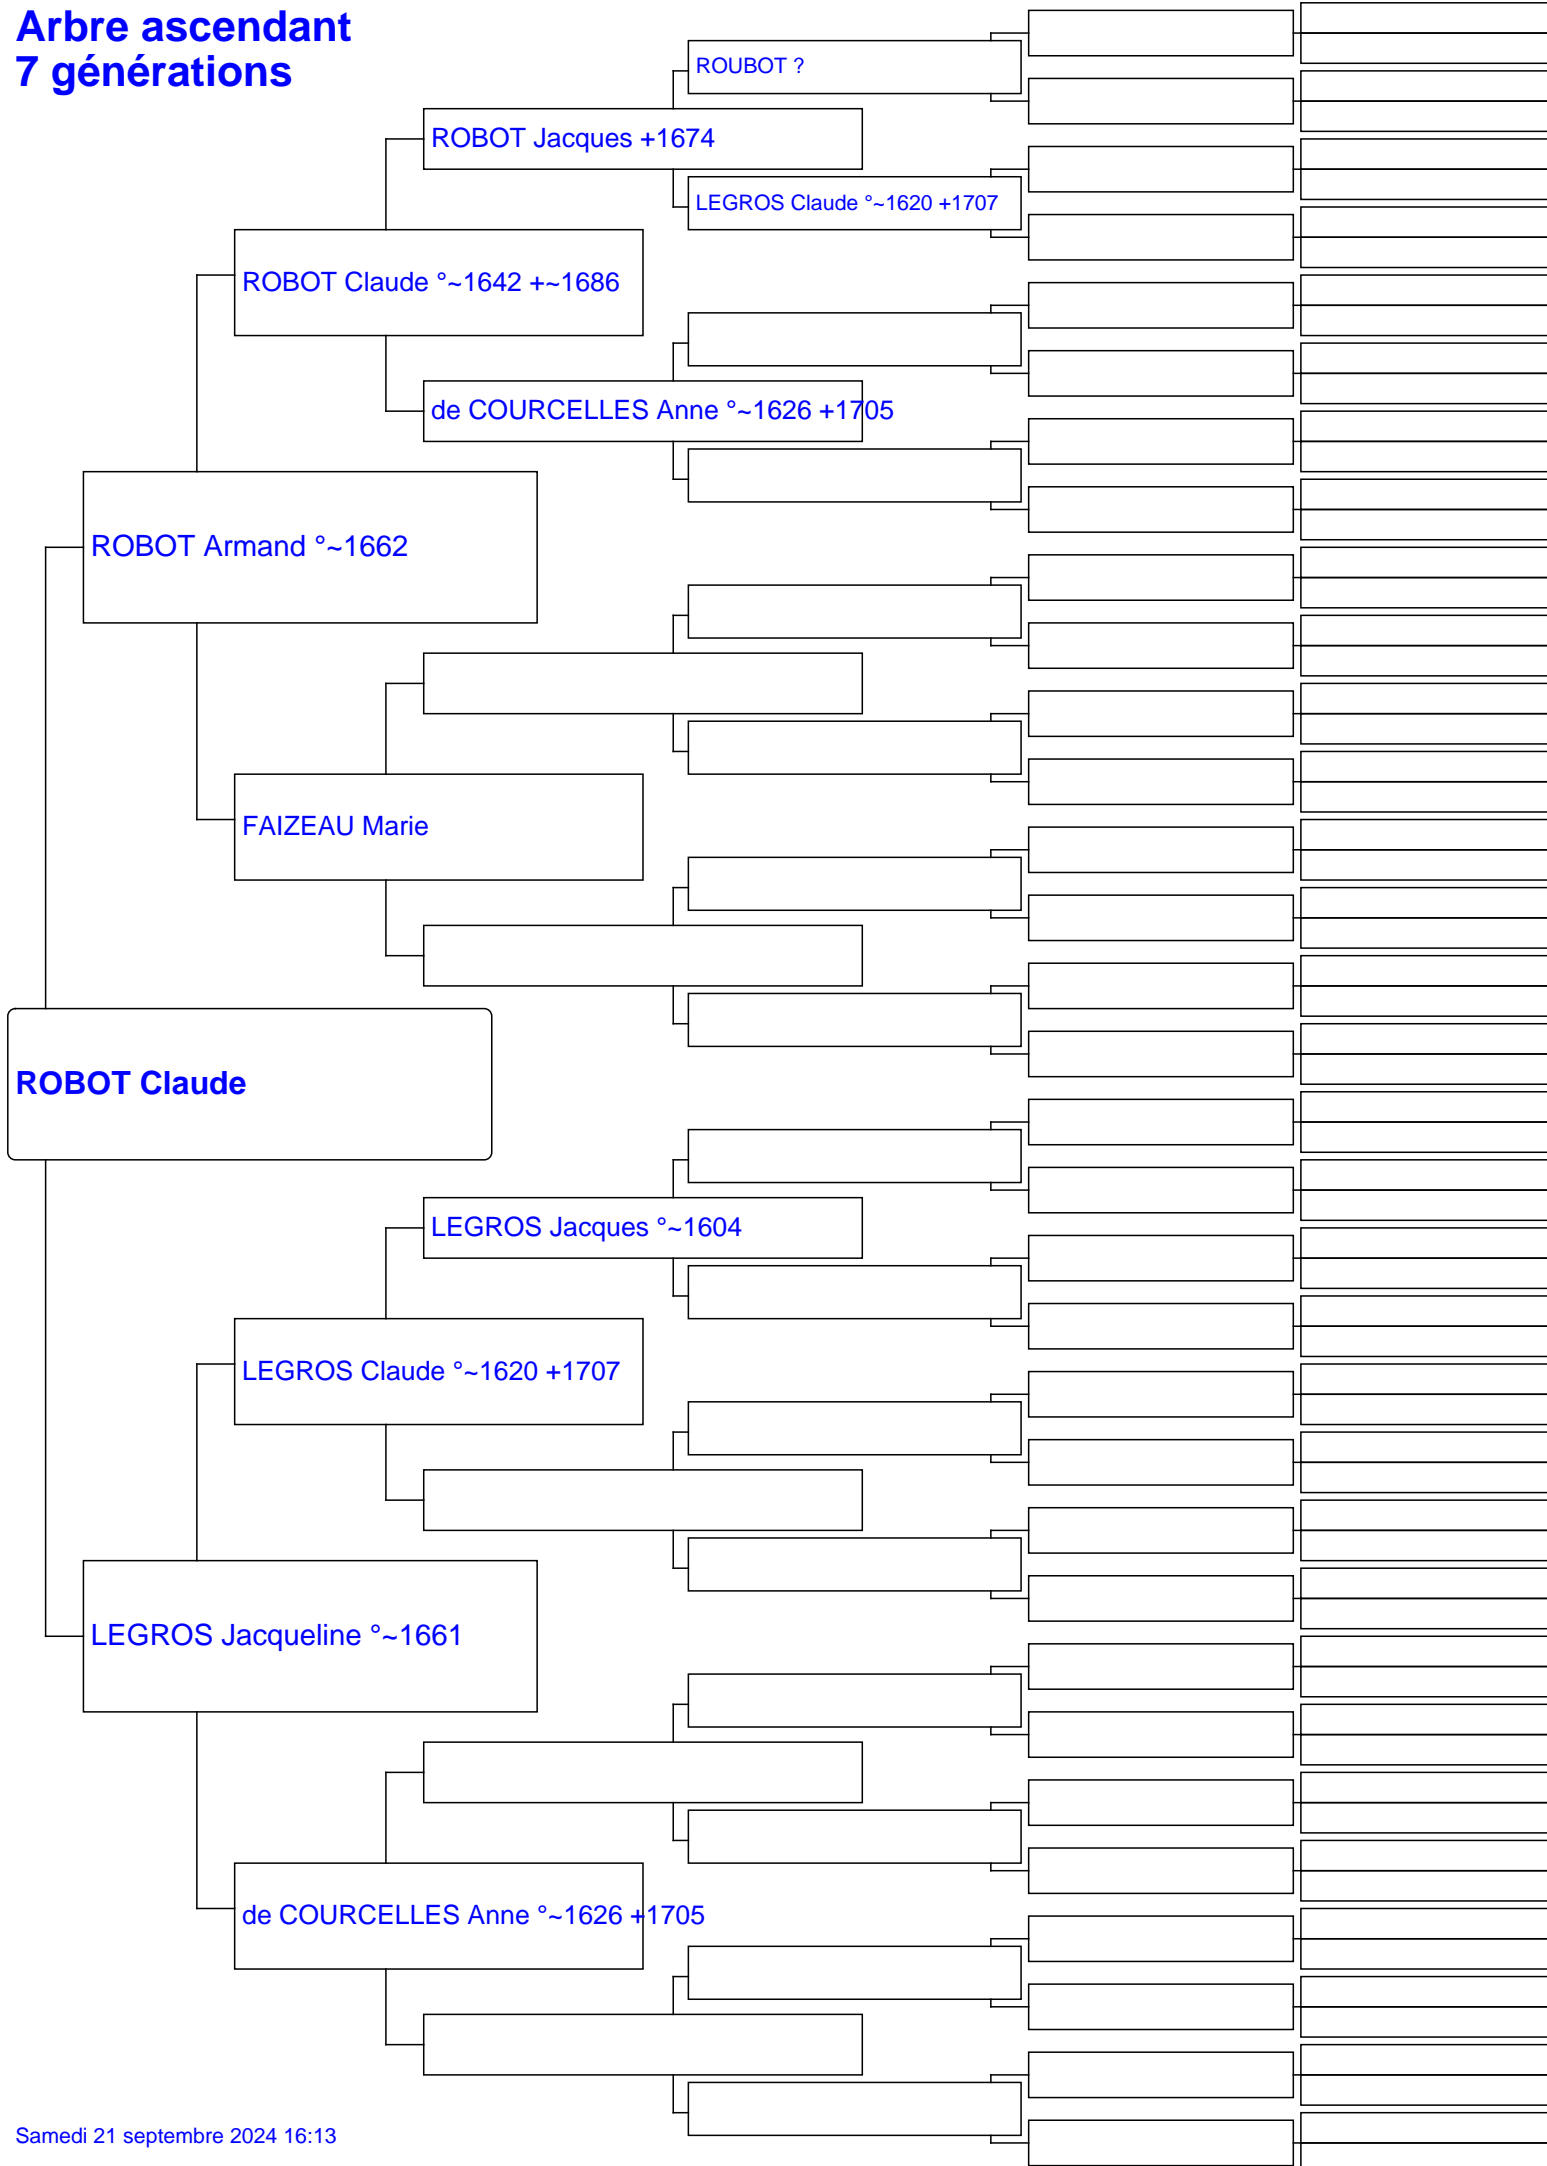 Arbre ascendant
7 générations
ROUBOT ?
ROBOT Jacques +1674
LEGROS Claude °~1620 +1707
ROBOT Claude °~1642 +~1686
de COURCELLES Anne °~1626 +1705
ROBOT Armand °~1662
FAIZEAU Marie
ROBOT Claude
LEGROS Jacques °~1604
LEGROS Claude °~1620 +1707
LEGROS Jacqueline °~1661
de COURCELLES Anne °~1626 +1705
Samedi 21 septembre 2024 16:13